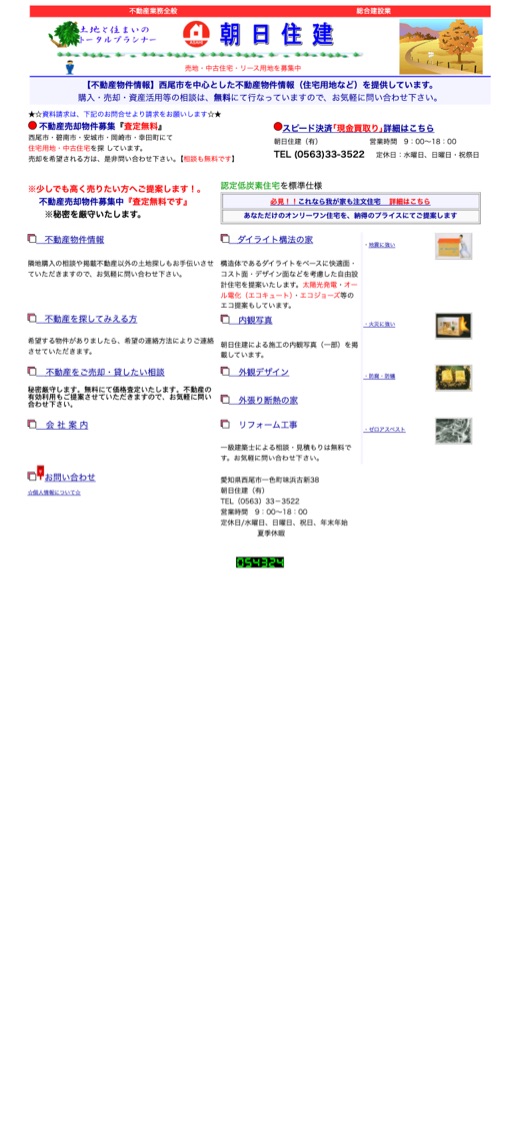 不動産業務全般
総合建設業
土地と住まいの
トータルプランナー
朝日住建
売地・中古住宅・リース用地を募集中
【不動産物件情報】西尾市を中心とした不動産物件情報（住宅用地など）を提供しています。
購入・売却・資産活用等の相談は、無料にて行なっていますので、お気軽に問い合わせ下さい。
★☆資料請求は、下記のお問合せより請求をお願いします☆★
不動産売却物件募集『査定無料』
西尾市・碧南市・安城市・岡崎市・幸田町にて
住宅用地・中古住宅を探 しています。
売却を希望される方は、是非問い合わせ下さい。【相談も無料です】
スピード決済「現金買取り」詳細はこちら
朝日住建（有） 営業時間 9：00～18：00
TEL (0563)33-3522 定休日：水曜日、日曜日・祝祭日
※少しでも高く売りたい方へご提案します！。
不動産売却物件募集中『査定無料です』
※秘密を厳守いたします。
認定低炭素住宅を標準仕様
必見！！これなら我が家も注文住宅 詳細はこちら
あなただけのオンリーワン住宅を、納得のプライスにてご提案します
不動産物件情報
隣地購入の相談や掲載不動産以外の土地探しもお手伝いさせ
ていただきますので、お気軽に問い合わせ下さい。
ダイライト構法の家
構造体であるダイライトをベースに快適面・
コスト面・デザイン面などを考慮した自由設
計住宅を提案いたします。太陽光発電・オー
ル電化（エコキュート）・エコジョーズ等の
エコ提案もしています。
・地震に強い
不動産を探してみえる方
希望する物件がありましたら、希望の連絡方法によりご連絡
させていただきます。
内観写真
朝日住建による施工の内観写真（一部）を掲
載しています。
・火災に強い
不動産をご売却・貸したい相談
秘密厳守します。無料にて価格査定いたします。不動産の
有効利用もご提案させていただきますので、お気軽に問い
合わせ下さい。
外観デザイン
外張り断熱の家
・防腐・防蟻
会 社 案 内
リフォーム工事
一級建築士による相談・見積もりは無料で
す。お気軽に問い合わせ下さい。
・ゼロアスベスト
お問い合わせ
☆個人情報について☆
愛知県西尾市一色町味浜古新38
朝日住建（有）
TEL（0563）33－3522
営業時間 9：00～18：00
定休日/水曜日、日曜日、祝日、年末年始
夏季休暇
054324